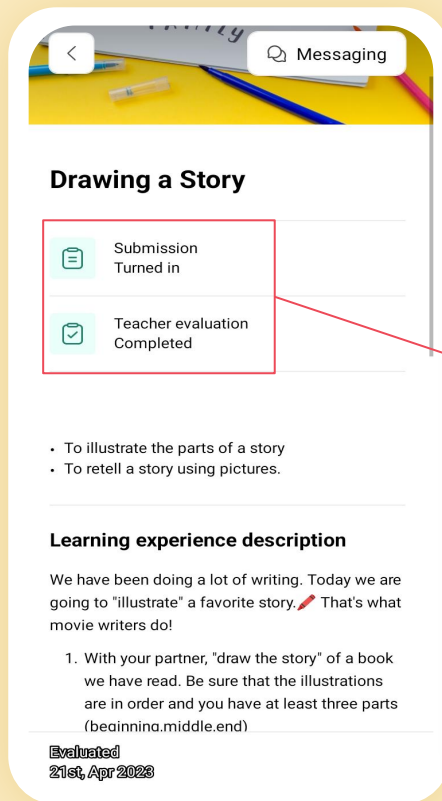 Messaging
Drawing a Story
Submission
Turned in
Teacher evaluation
Completed
• To illustrate the parts of a story
• To retell a story using pictures.
Learning experience description
We have been doing a lot of writing. Today we are
going to "illustrate" a favorite story.🖍️ That's what
movie writers do!
1. With your partner, "draw the story" of a book
we have read. Be sure that the illustrations
are in order and you have at least three parts
(beginning,middle,end)
Evaluated
21st, Apr 2023